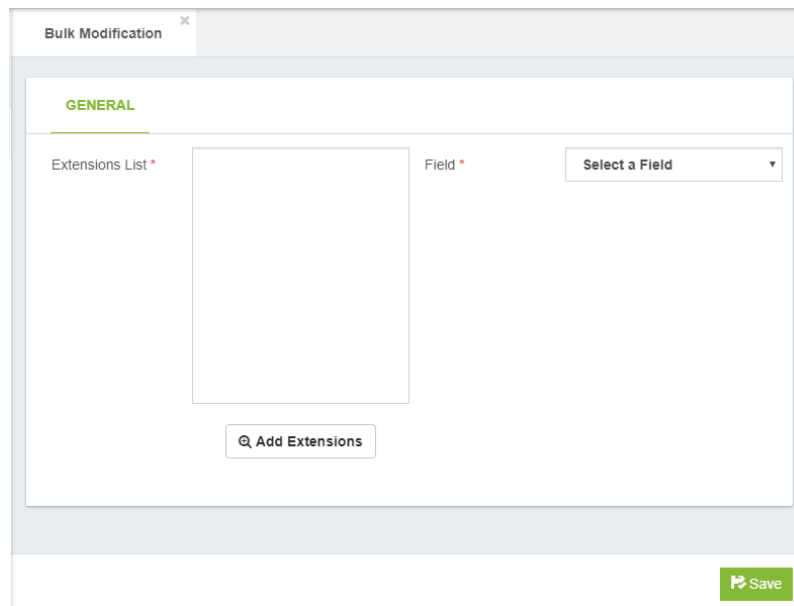 Bulk Modification
GENERAL
Extensions List *
Field *
Select a Field
Add Extensions
Save